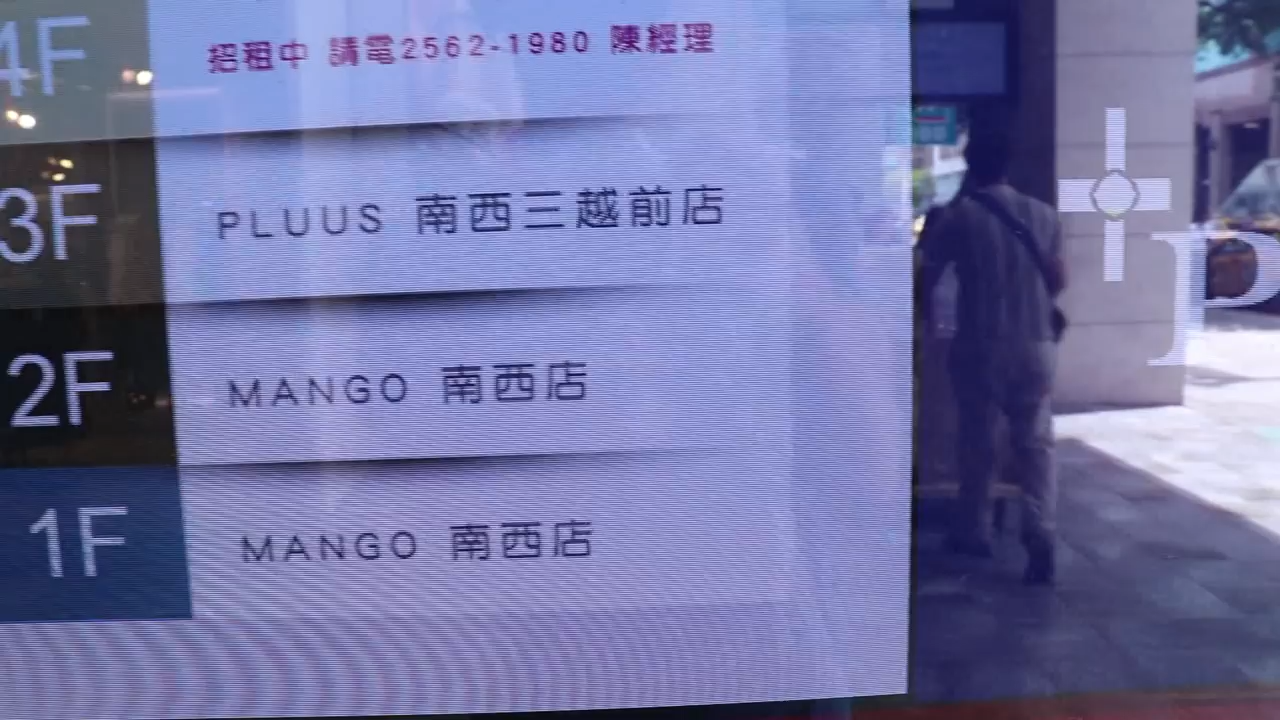 4F 招租中 請電2562-1980 陳經理
3F PLUUS 南西三越前店
2F MANGO 南西店
1F MANGO 南西店
P